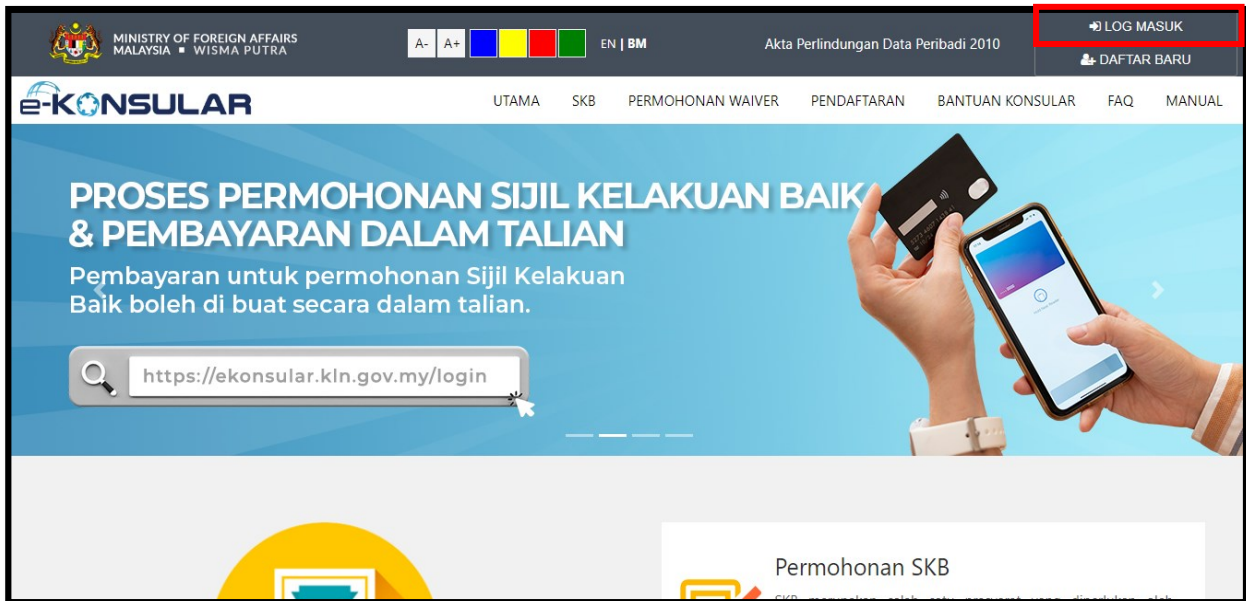 MINISTRY OF FOREIGN AFFAIRS
MALAYSIA ▪ WISMA PUTRA
A- A+
EN | BM
Akta Perlindungan Data Peribadi 2010
LOG MASUK
DAFTAR BARU
e-KONSULAR
UTAMA SKB PERMOHONAN WAIVER PENDAFTARAN BANTUAN KONSULAR FAQ MANUAL
PROSES PERMOHONAN SIJIL KELAKUAN BAIK
& PEMBAYARAN DALAM TALIAN
Pembayaran untuk permohonan Sijil Kelakuan
Baik boleh di buat secara dalam talian.
https://ekonsular.kln.gov.my/login
Permohonan SKB